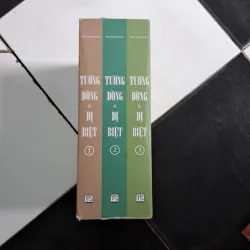 TƯƠNG
ĐỒNG
&
DỊ
BIỆT
1
TƯƠNG
ĐỒNG
&
DỊ
BIỆT
2
TƯƠNG
ĐỒNG
&
DỊ
BIỆT
3